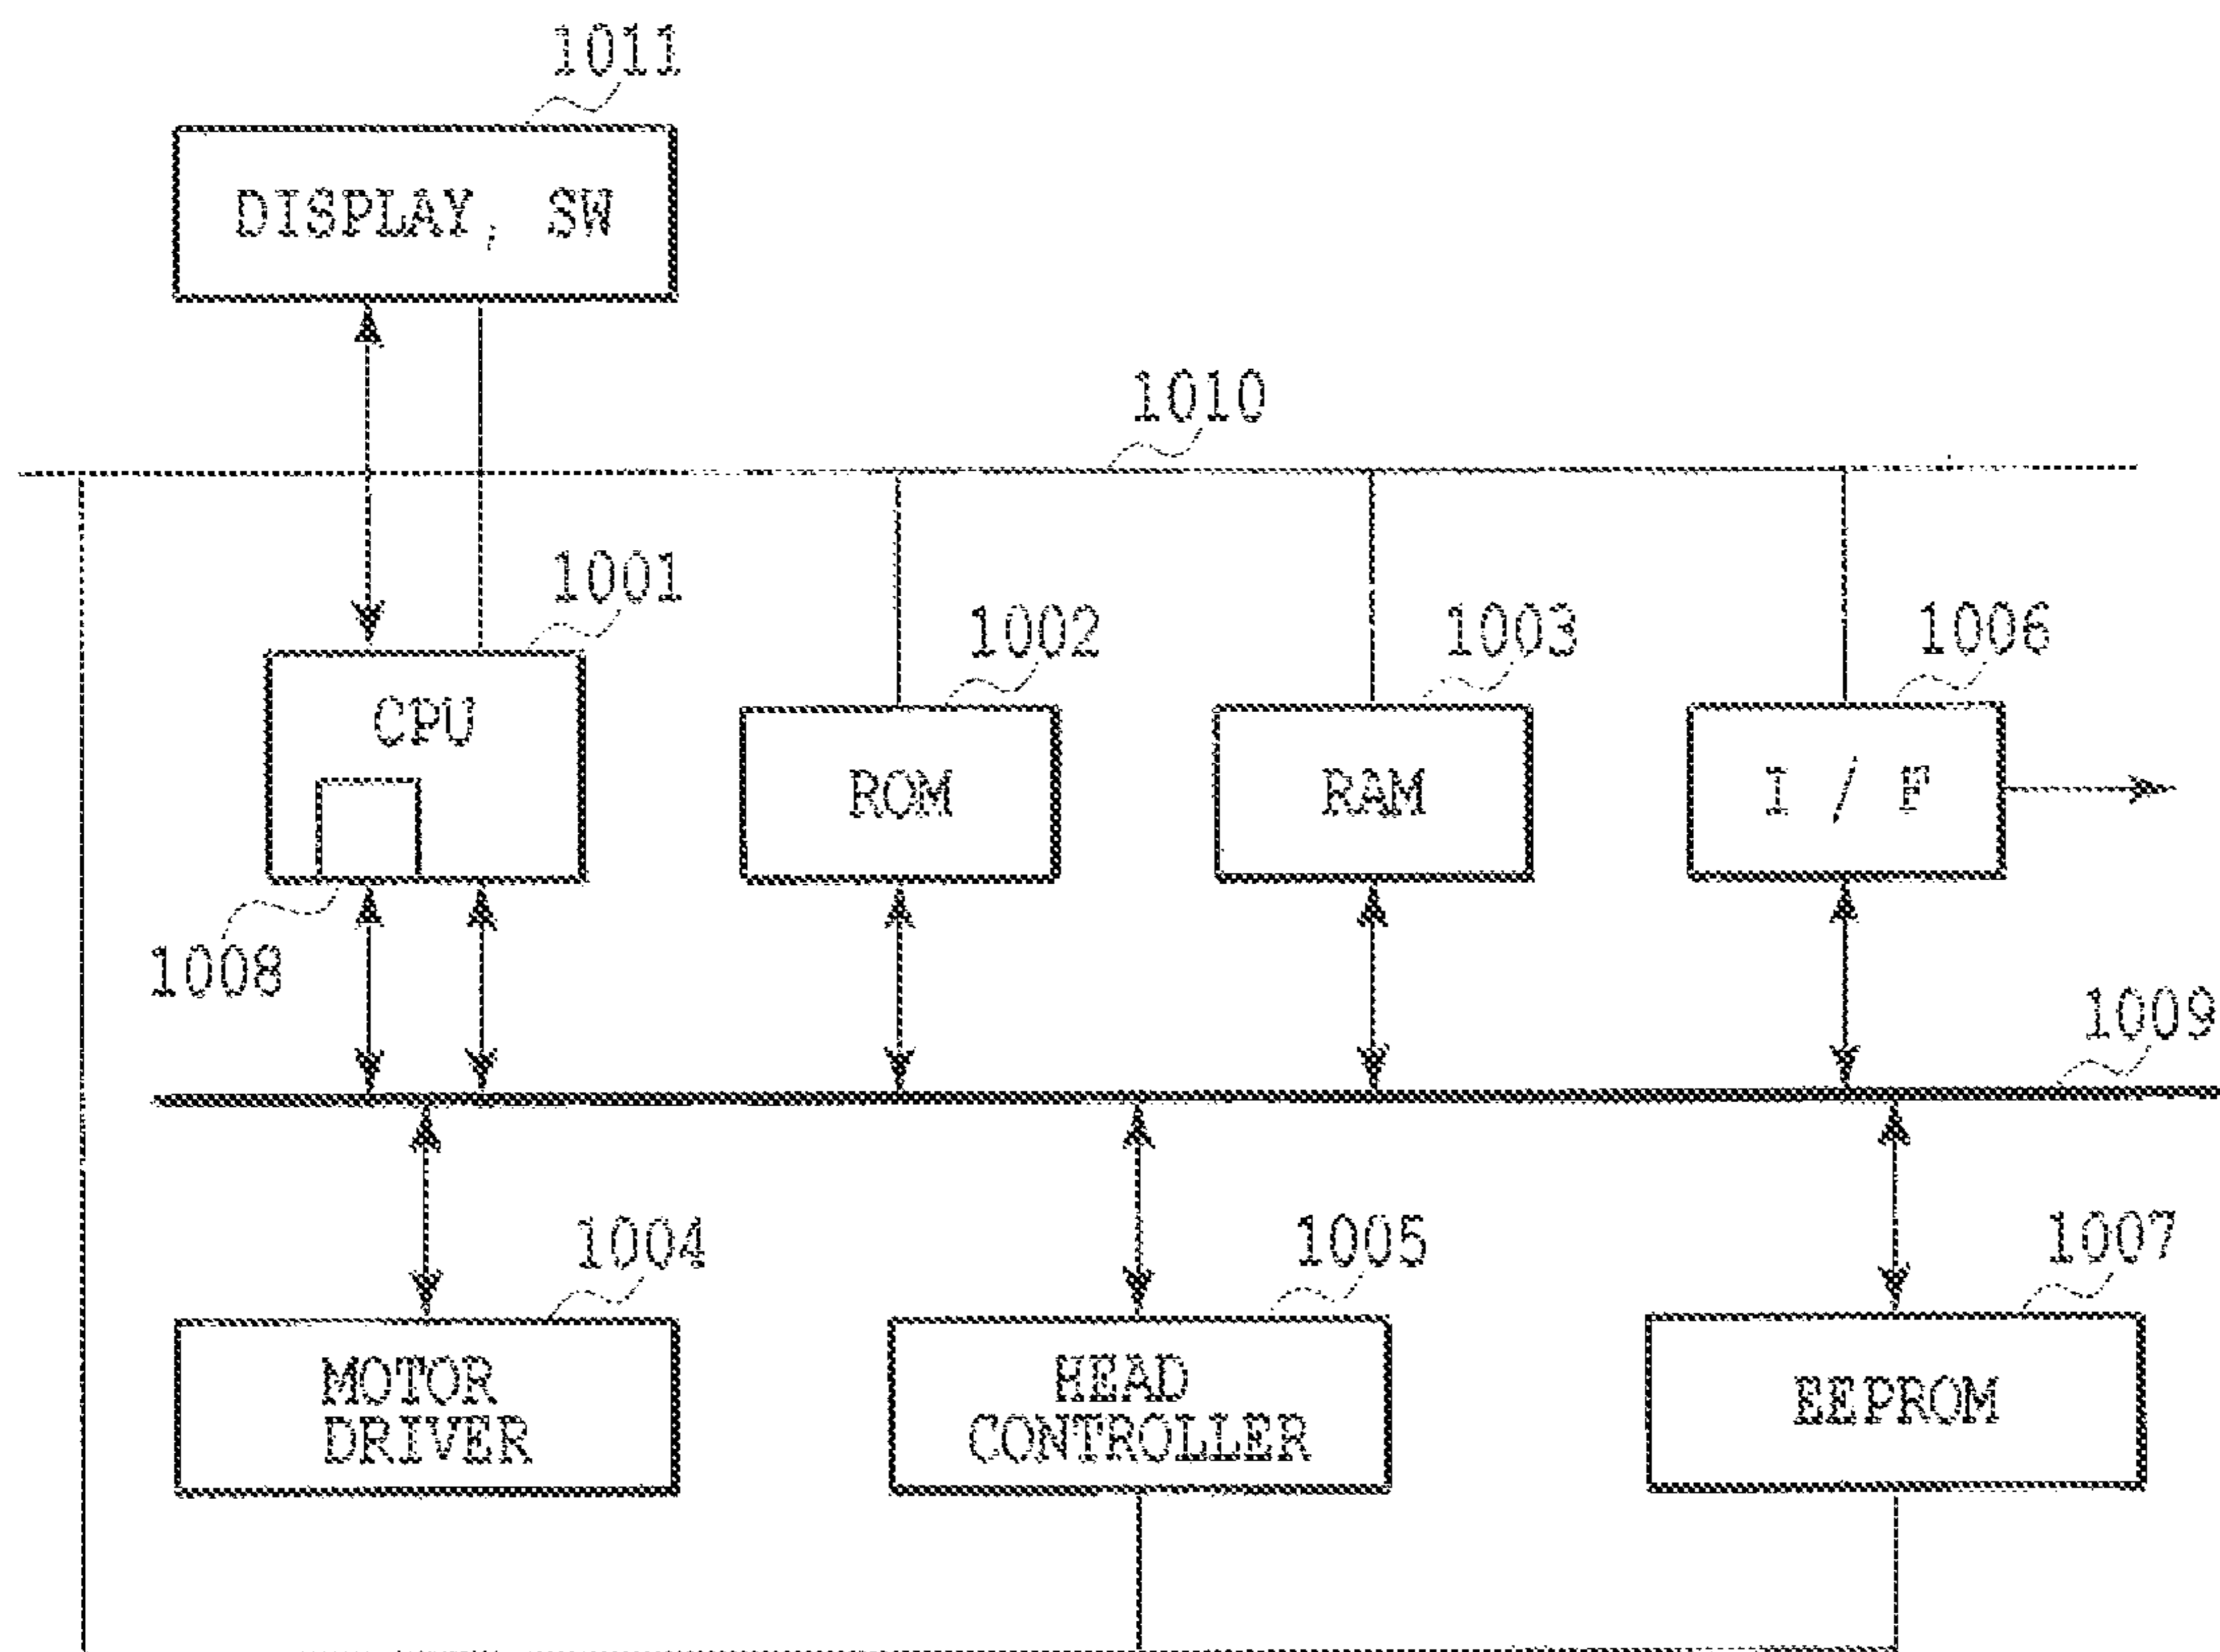 1011
DISPLAY, SW
1010
1001
1002
1003
1006
CPU
ROM
RAM
I / F
1008
1009
1004
1005
1007
MOTOR
DRIVER
HEAD
CONTROLLER
EEPROM